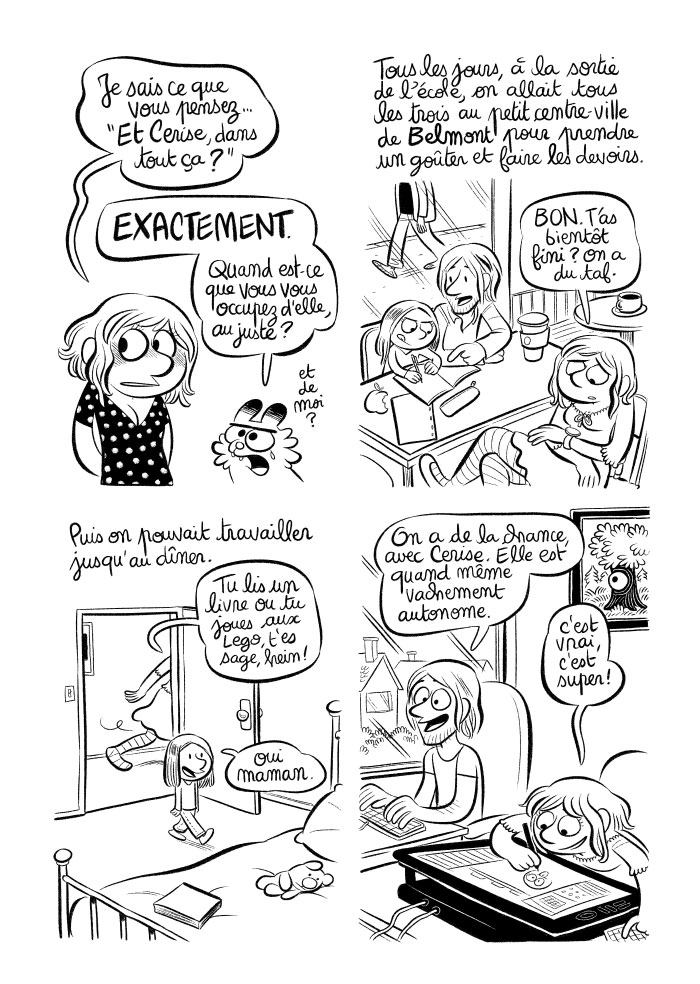 Je sais ce que
vous pensez...
"Et Cerise, dans
tout ça ?"
EXACTEMENT.
Quand est-ce
que vous vous
occupez d'elle,
au juste ?
et
de
moi
?
Tous les jours, à la sortie
de l'école, on allait tous
les trois au petit centre-ville
de Belmont pour prendre
un goûter et faire les devoirs.
BON. T'as
bientôt
fini ? On a
du taf.
Puis on pouvait travailler
jusqu'au dîner.
Tu lis un
livre ou tu
joues aux
Lego, t'es
sage, hein !
oui
maman.
On a de la chance,
avec Cerise. Elle est
quand même
vachement
autonome.
c'est
vrai,
c'est
super !